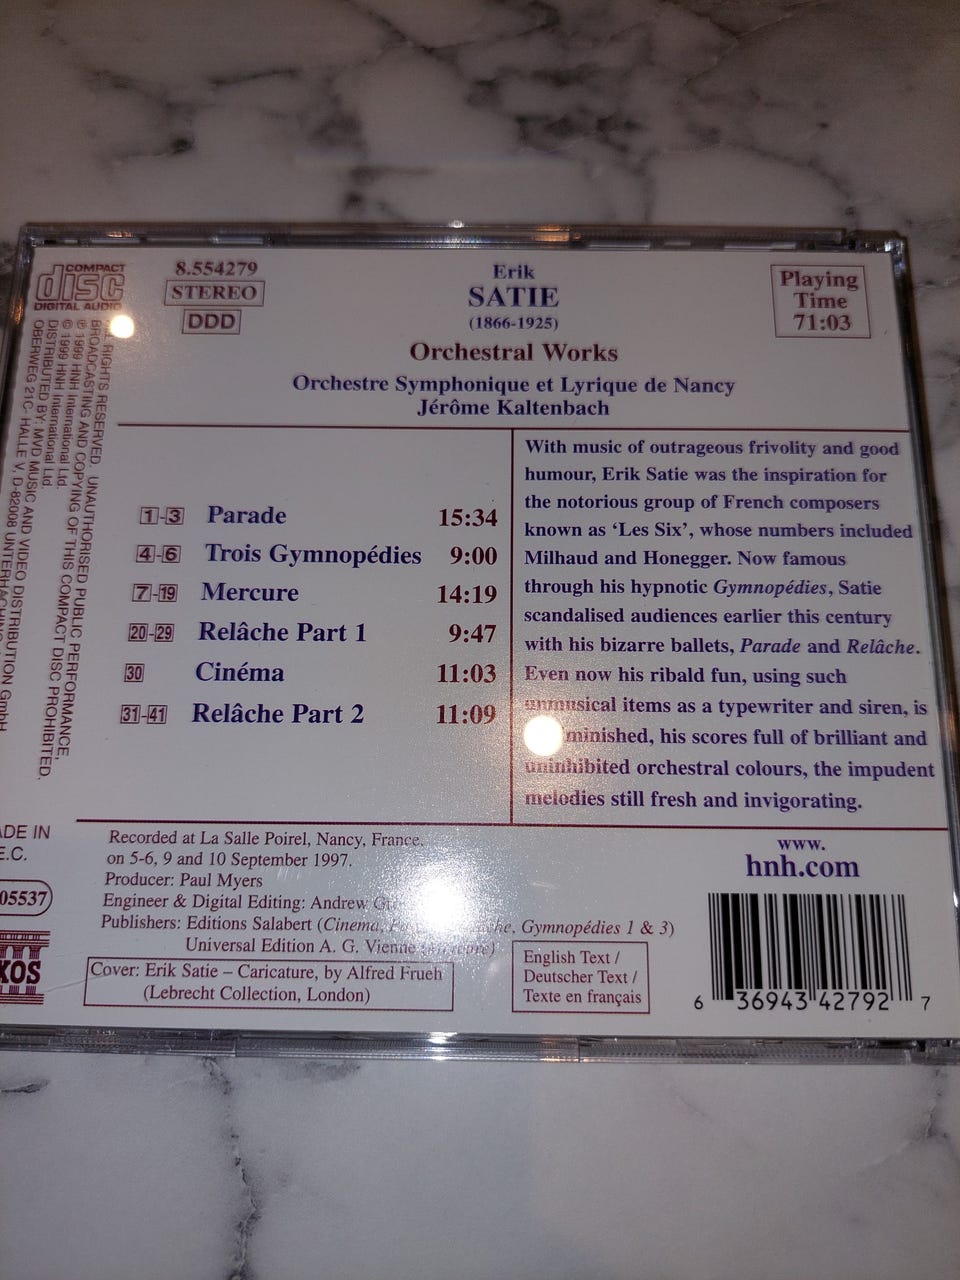 COMPACT
disc
DIGITAL AUDIO
8.554279
STEREO
DDD
Erik
SATIE
(1866-1925)
Orchestral Works
Orchestre Symphonique et Lyrique de Nancy
Jérôme Kaltenbach
Playing
Time
71:03
RIGHTS RESERVED. UNAUTHORISED PUBLIC PERFORMANCE,
BROADCASTING AND COPYING OF THIS COMPACT DISC PROHIBITED.
℗ 1999 HNH International Ltd.
© 1999 HNH International Ltd.
DISTRIBUTED BY: MVD MUSIC AND VIDEO DISTRIBUTION GmbH
OBERWEG 21C- HALLE V, D-82008
1-3 Parade 15:34
4-6 Trois Gymnopédies 9:00
7-19 Mercure 14:19
20-29 Relâche Part 1 9:47
30 Cinéma 11:03
31-41 Relâche Part 2 11:09
With music of outrageous frivolity and good
humour, Erik Satie was the inspiration for
the notorious group of French composers
known as ‘Les Six’, whose numbers included
Milhaud and Honegger. Now famous
through his hypnotic Gymnopédies, Satie
scandalised audiences earlier this century
with his bizarre ballets, Parade and Relâche.
Even now his ribald fun, using such
unmusical items as a typewriter and siren, is
minished, his scores full of brilliant and
uninhibited orchestral colours, the impudent
melodies still fresh and invigorating.
ADE IN
E.C.
05537
XOS
Recorded at La Salle Poirel, Nancy, France,
on 5-6, 9 and 10 September 1997.
Producer: Paul Myers
Engineer & Digital Editing: Andrew
Publishers: Editions Salabert (Cinema, Gymnopédies 1 & 3)
Universal Edition A. G. Vienne
Cover: Erik Satie – Caricature, by Alfred Frueh
(Lebrecht Collection, London)
English Text /
Deutscher Text /
Texte en français
www.
hnh.com
6 36943 42792 7